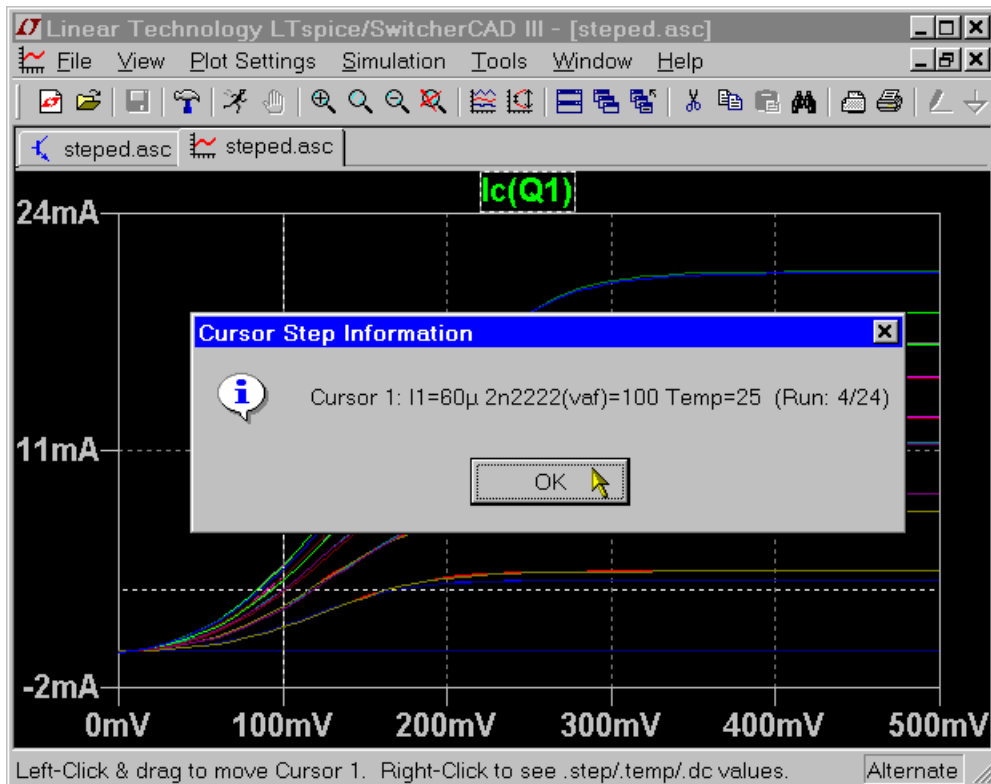 Linear Technology LTspice/SwitcherCAD III - [steped.asc]
File View Plot Settings Simulation Tools Window Help
steped.asc steped.asc
Ic(Q1)
24mA
Cursor Step Information
Cursor 1: I1=60µ 2n2222(vaf)=100 Temp=25 (Run: 4/24)
11mA
OK
-2mA
0mV 100mV 200mV 300mV 400mV 500mV
Left-Click & drag to move Cursor 1. Right-Click to see .step/.temp/.dc values. Alternate